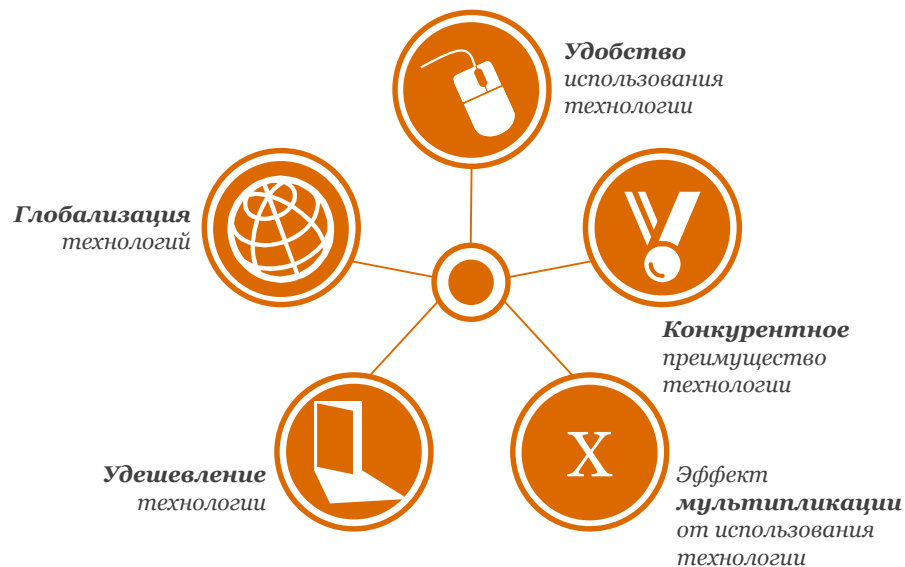 Удобство
использования
технологии
Глобализация
технологий
Конкурентное
преимущество
технологии
Удешевление
технологии
X
Эффект
мультипликации
от использования
технологии